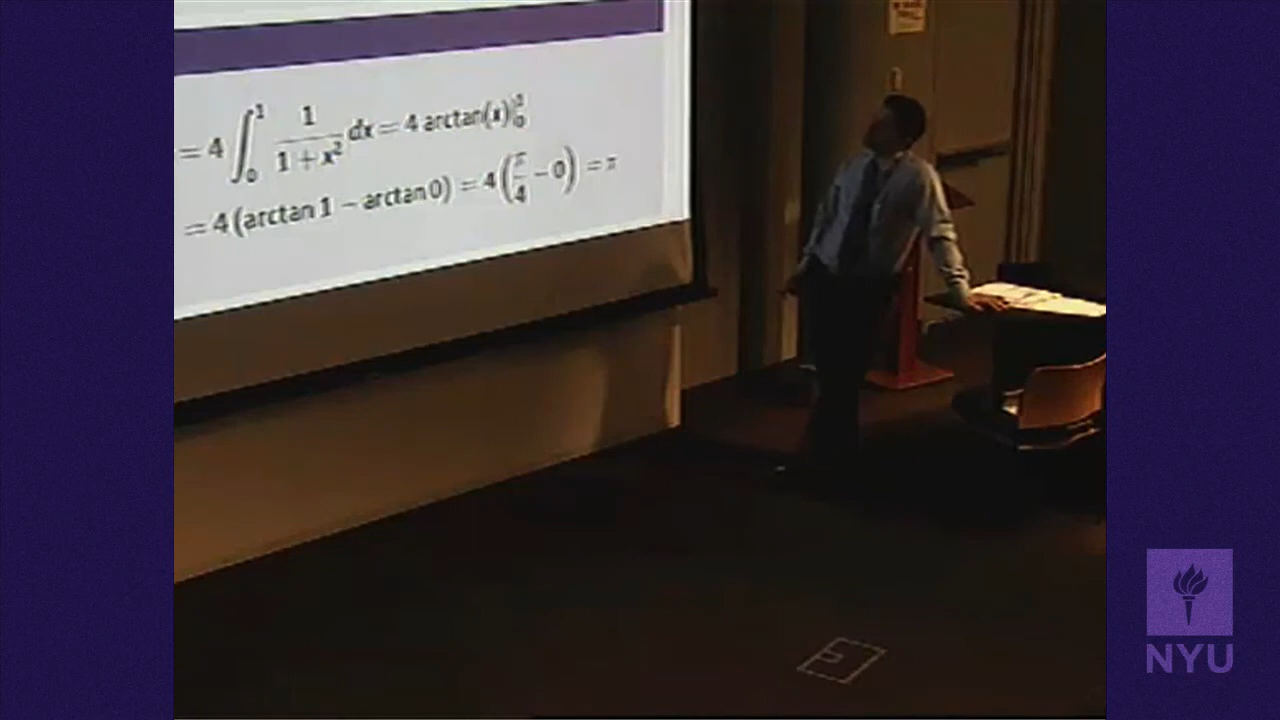 = 4 ∫₀¹ 1/(1 + x²) dx = 4 arctan(x)|₀¹
= 4(arctan 1 − arctan 0) = 4(π/4 − 0) = π
NYU